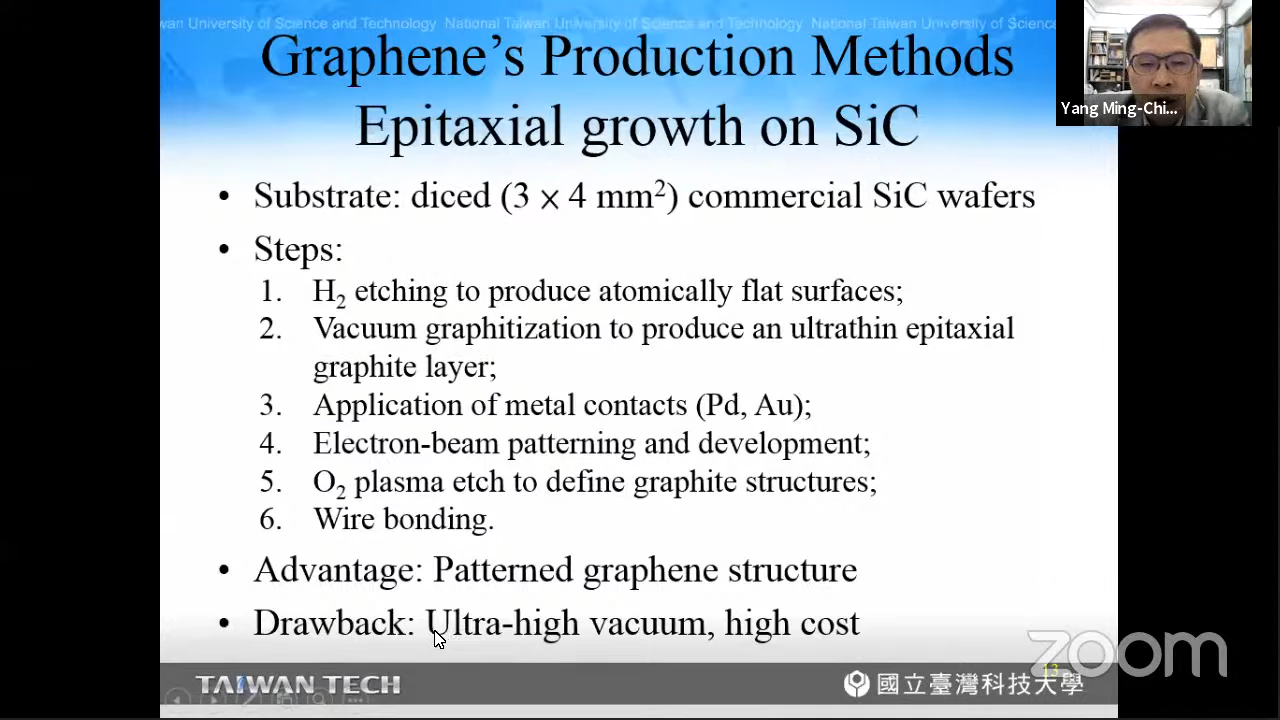 wan University of Science and Technology National Taiwan University of Science and Technology National Taiwan University of Science
Graphene’s Production Methods
Epitaxial growth on SiC
Yang Ming-Chi...
• Substrate: diced (3 × 4 mm²) commercial SiC wafers
• Steps:
1. H₂ etching to produce atomically flat surfaces;
2. Vacuum graphitization to produce an ultrathin epitaxial
graphite layer;
3. Application of metal contacts (Pd, Au);
4. Electron-beam patterning and development;
5. O₂ plasma etch to define graphite structures;
6. Wire bonding.
• Advantage: Patterned graphene structure
• Drawback: Ultra-high vacuum, high cost
zoom
13
TAIWAN TECH
國立臺灣科技大學